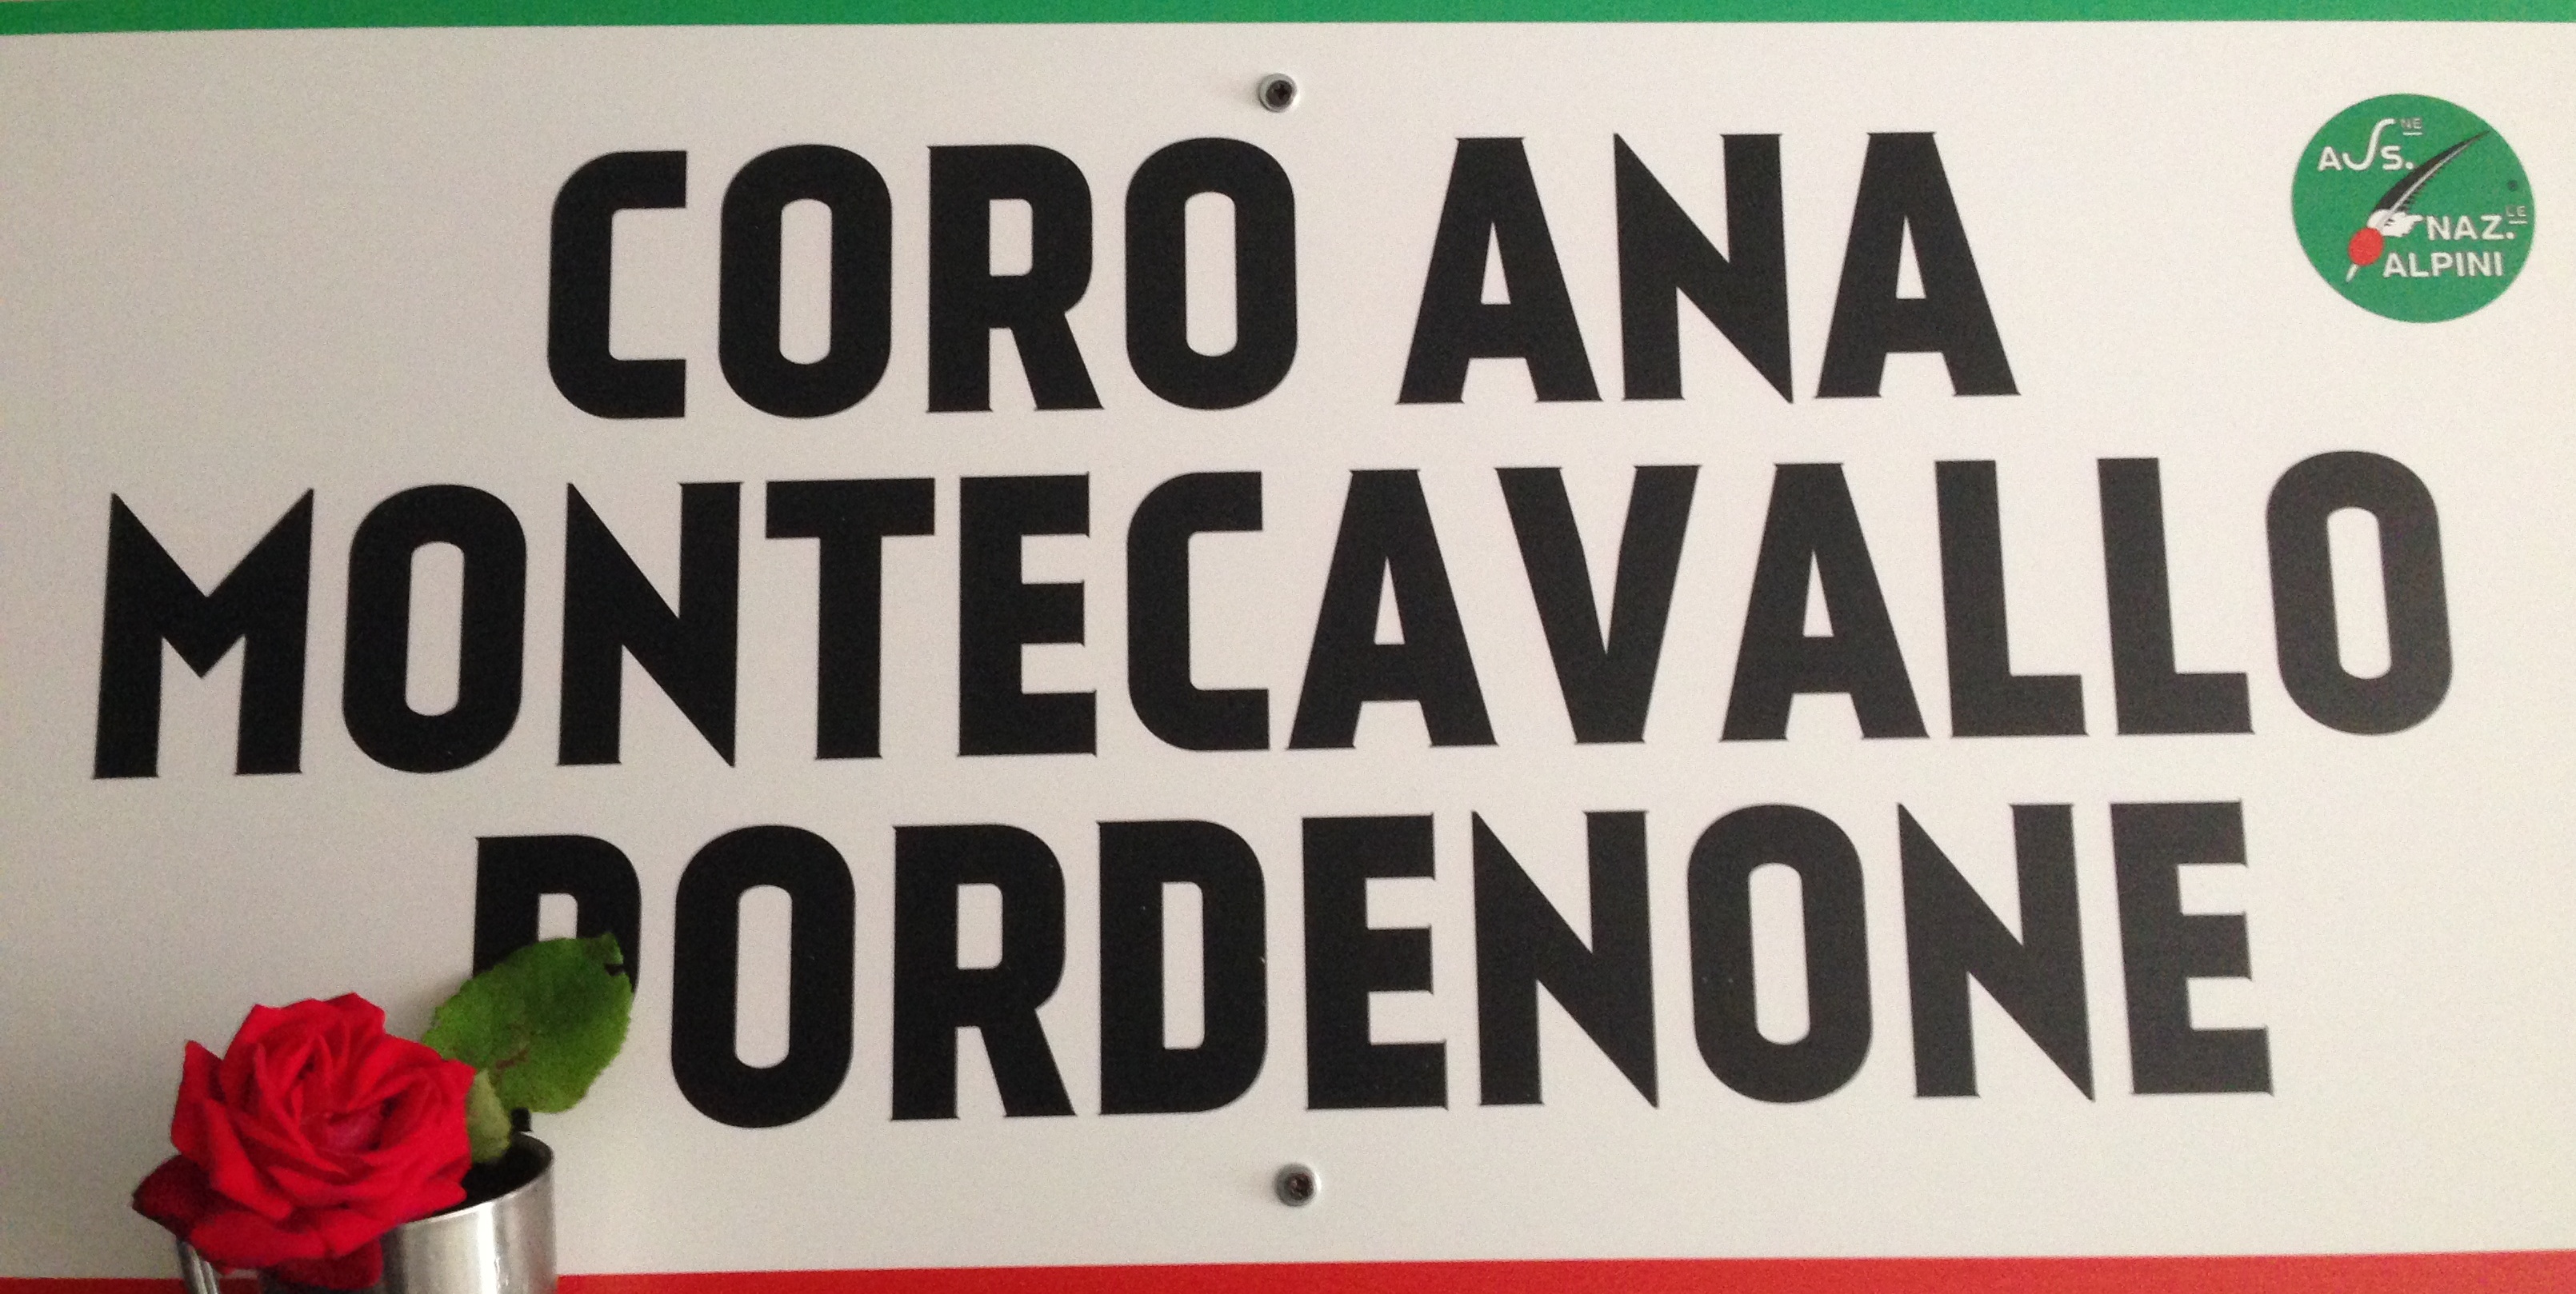 CORO ANA
MONTECAVALLO
PORDENONE
ASS.NE
NAZ.LE
ALPINI